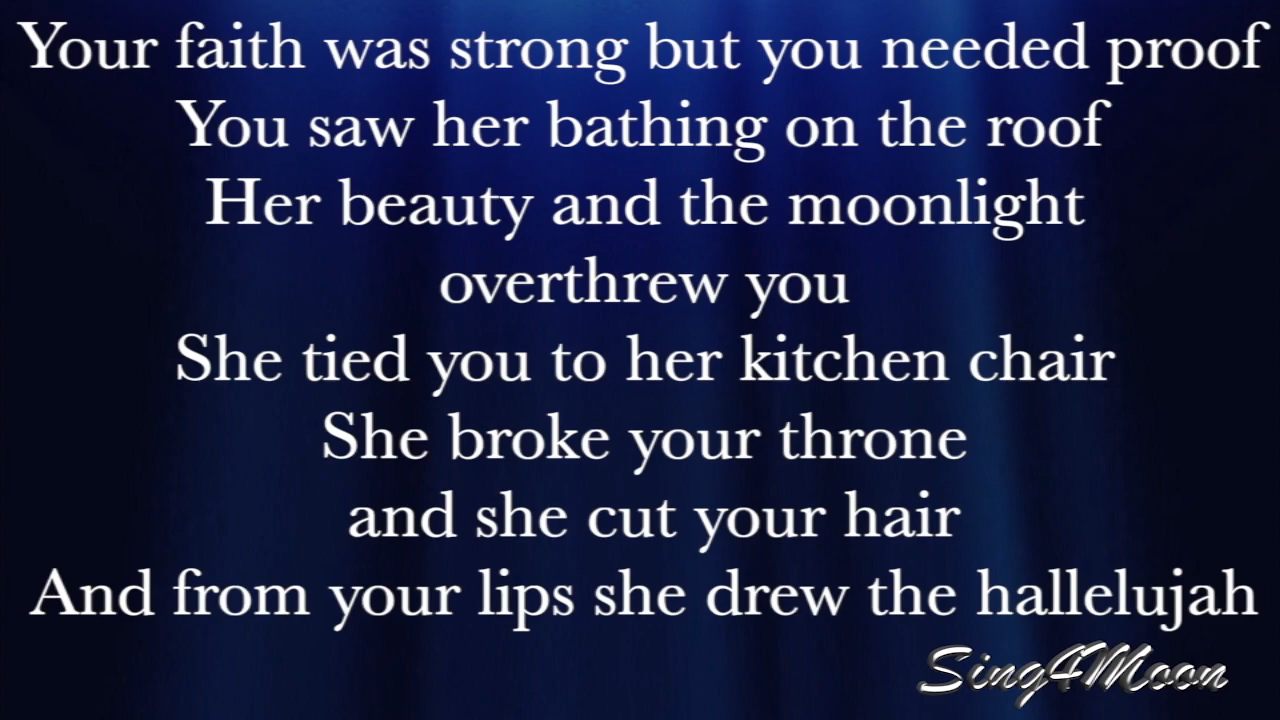 Your faith was strong but you needed proof
You saw her bathing on the roof
Her beauty and the moonlight
overthrew you
She tied you to her kitchen chair
She broke your throne
and she cut your hair
And from your lips she drew the hallelujah
Sing4Moon